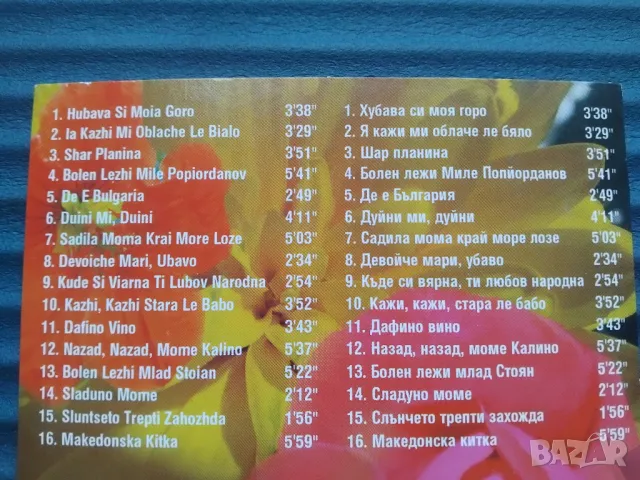 1. Hubava Si Moia Goro 3'38"
2. Ia Kazhi Mi Oblache Le Bialo 3'29"
3. Shar Planina 3'51"
4. Bolen Lezhi Mile Popiordanov 5'41"
5. De E Bulgaria 2'49"
6. Duini Mi, Duini 4'11"
7. Sadila Moma Krai More Loze 5'03"
8. Devoiche Mari, Ubavo 2'34"
9. Kude Si Viarna Ti Lubov Narodna 2'54"
10. Kazhi, Kazhi Stara Le Babo 3'52"
11. Dafino Vino 3'43"
12. Nazad, Nazad, Mome Kalino 5'37"
13. Bolen Lezhi Mlad Stoian 5'22"
14. Sladuno Mome 2'12"
15. Sluntseto Trepti Zahozhda 1'56"
16. Makedonska Kitka 5'59"
1. Хубава си моя горо 3'38"
2. Я кажи ми облаче ле бяло 3'29"
3. Шар планина 3'51"
4. Болен лежи Миле Попйорданов 5'41"
5. Де е България 2'49"
6. Дуйни ми, дуйни 4'11"
7. Садила мома край море лозе 5'03"
8. Девойче мари, убаво 2'34"
9. Къде си вярна, ти любов народна 2'54"
10. Кажи, кажи, стара ле бабо 3'52"
11. Дафино вино 3'43"
12. Назад, назад, моме Калино 5'37"
13. Болен лежи млад Стоян 5'22"
14. Сладуно моме 2'12"
15. Слънчето трепти захожда 1'56"
16. Македонска китка 5'59"
BAZAR.BG